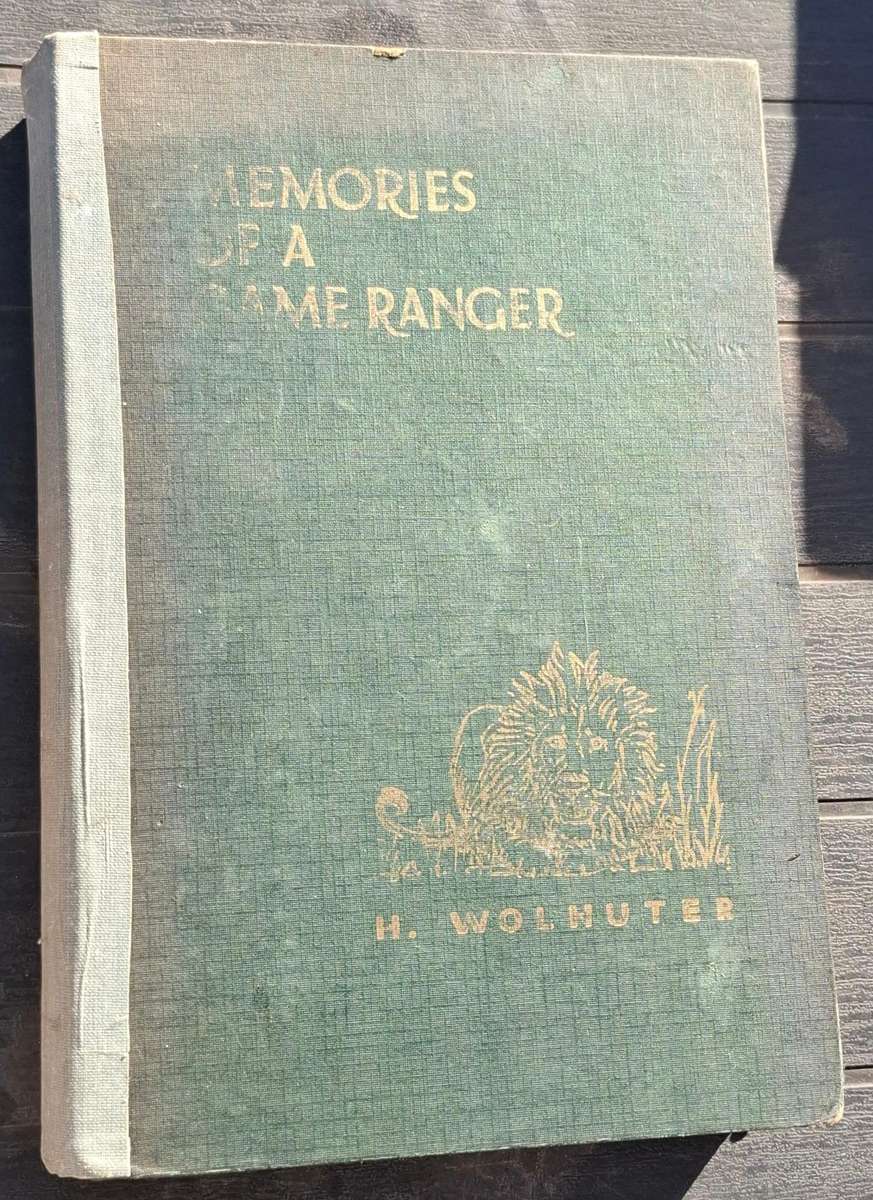 MEMORIES
OF A
GAME RANGER
H. WOLHUTER